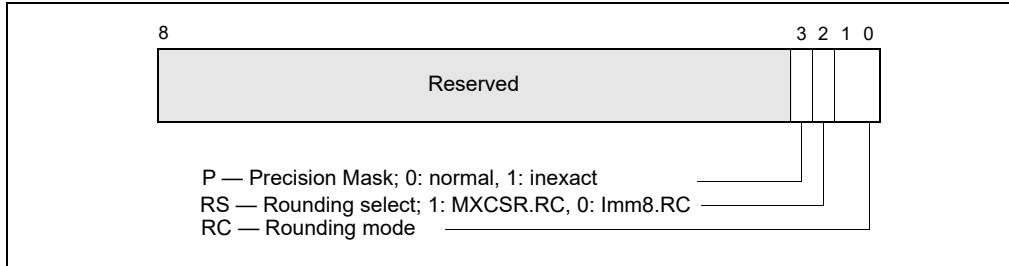 8 3 2 1 0
Reserved
P — Precision Mask; 0: normal, 1: inexact
RS — Rounding select; 1: MXCSR.RC, 0: Imm8.RC
RC — Rounding mode